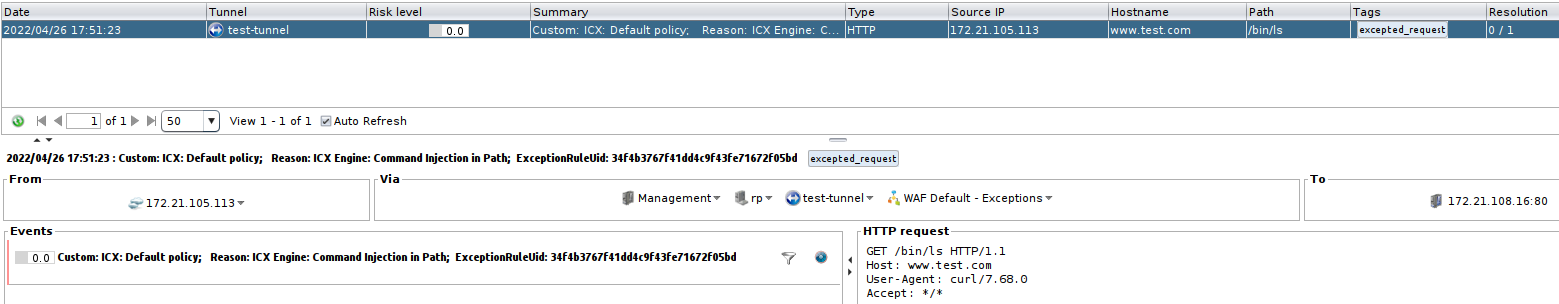 Date Tunnel Risk level Summary Type Source IP Hostname Path Tags Resolution
2022/04/26 17:51:23 test-tunnel 0.0 Custom: ICX: Default policy; Reason: ICX Engine: C... HTTP 172.21.105.113 www.test.com /bin/ls excepted_request 0 / 1
1 of 1 50 View 1 - 1 of 1 Auto Refresh
2022/04/26 17:51:23 : Custom: ICX: Default policy; Reason: ICX Engine: Command Injection in Path; ExceptionRuleUid: 34f4b3767f41dd4c9f43fe71672f05bd excepted_request
From Via To
172.21.105.113 Management rp test-tunnel WAF Default - Exceptions 172.21.108.16:80
Events HTTP request
0.0 Custom: ICX: Default policy; Reason: ICX Engine: Command Injection in Path; ExceptionRuleUid: 34f4b3767f41dd4c9f43fe71672f05bd
GET /bin/ls HTTP/1.1
Host: www.test.com
User-Agent: curl/7.68.0
Accept: */*